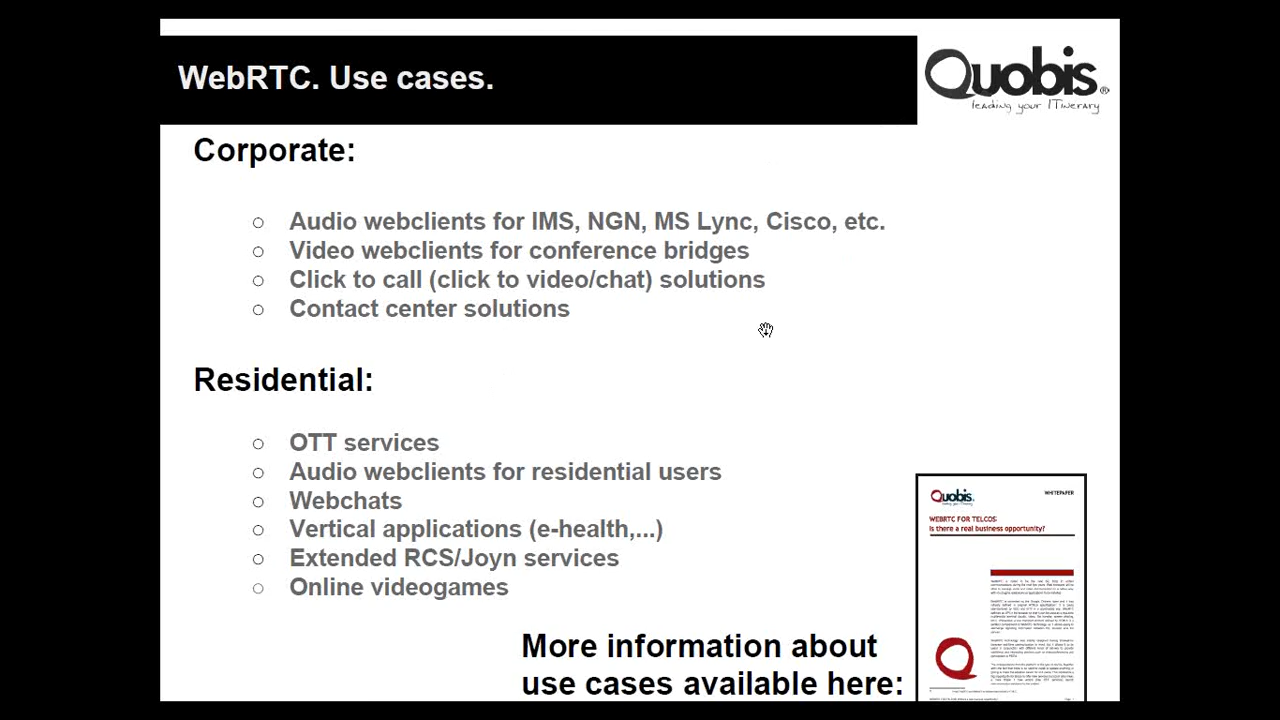 WebRTC. Use cases.
Quobis®
leading your ITinerary
Corporate:
○ Audio webclients for IMS, NGN, MS Lync, Cisco, etc.
○ Video webclients for conference bridges
○ Click to call (click to video/chat) solutions
○ Contact center solutions
Residential:
○ OTT services
○ Audio webclients for residential users
○ Webchats
○ Vertical applications (e-health,...)
○ Extended RCS/Joyn services
○ Online videogames
More information about
use cases available here:
Quobis.
WHITEPAPER
WEBRTC FOR TELCOS
Is there a real business opportunity?